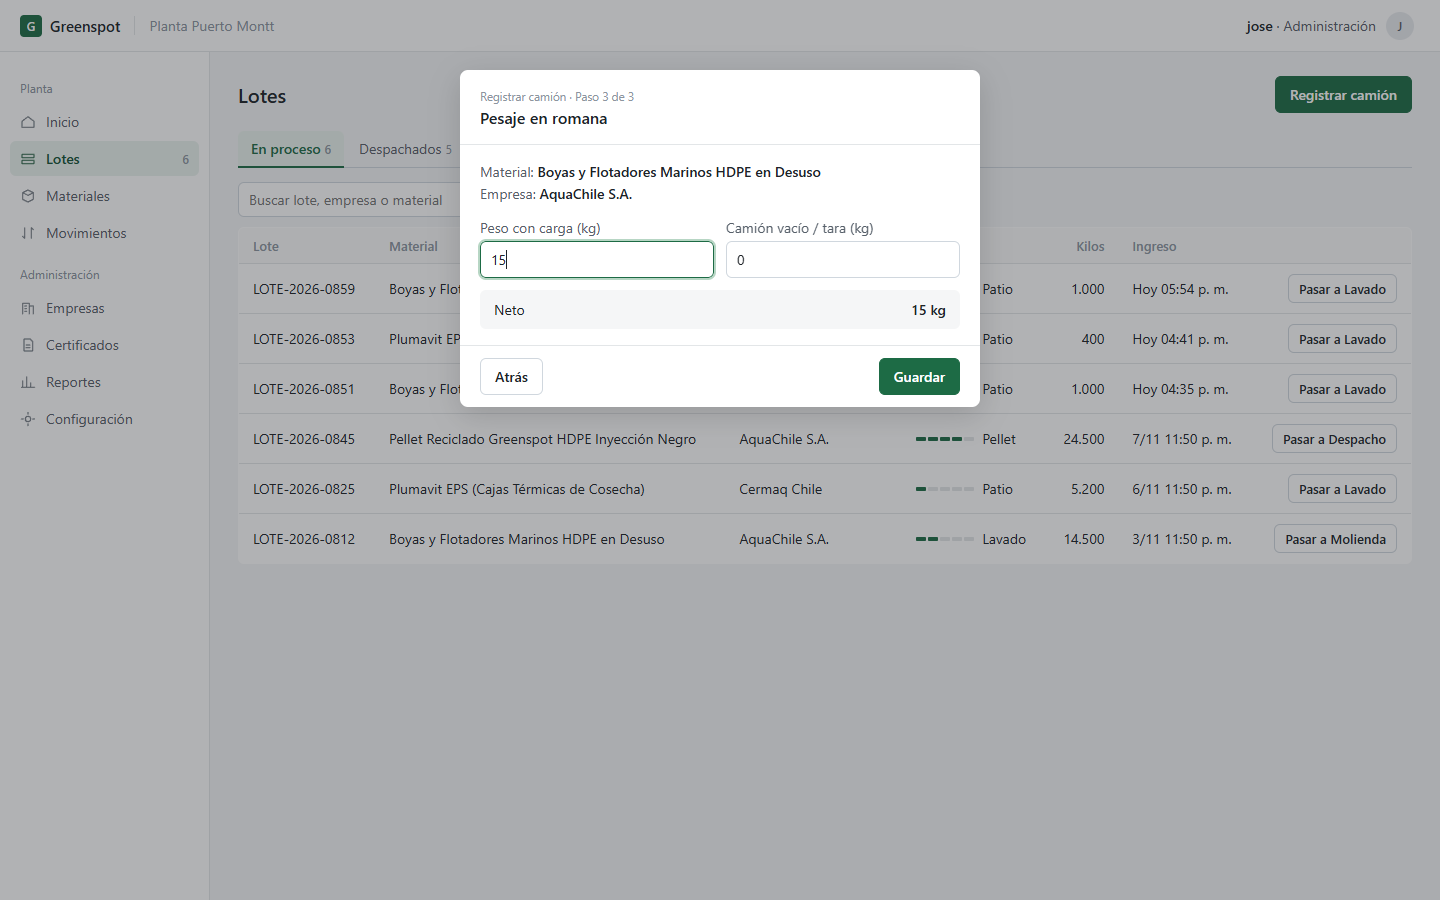 G Greenspot Planta Puerto Montt
jose · Administración J
Planta
Inicio
Lotes 6
Materiales
Movimientos
Administración
Empresas
Certificados
Reportes
Configuración
Lotes
Registrar camión
En proceso 6 Despachados 5
Buscar lote, empresa o material
Lote Material Kilos Ingreso
LOTE-2026-0859 Boyas y Flot Patio 1.000 Hoy 05:54 p. m. Pasar a Lavado
LOTE-2026-0853 Plumavit EP Patio 400 Hoy 04:41 p. m. Pasar a Lavado
LOTE-2026-0851 Boyas y Flot Patio 1.000 Hoy 04:35 p. m. Pasar a Lavado
LOTE-2026-0845 Pellet Reciclado Greenspot HDPE Inyección Negro AquaChile S.A. Pellet 24.500 7/11 11:50 p. m. Pasar a Despacho
LOTE-2026-0825 Plumavit EPS (Cajas Térmicas de Cosecha) Cermaq Chile Patio 5.200 6/11 11:50 p. m. Pasar a Lavado
LOTE-2026-0812 Boyas y Flotadores Marinos HDPE en Desuso AquaChile S.A. Lavado 14.500 3/11 11:50 p. m. Pasar a Molienda
Registrar camión · Paso 3 de 3
Pesaje en romana
Material: Boyas y Flotadores Marinos HDPE en Desuso
Empresa: AquaChile S.A.
Peso con carga (kg) Camión vacío / tara (kg)
15 0
Neto 15 kg
Atrás Guardar